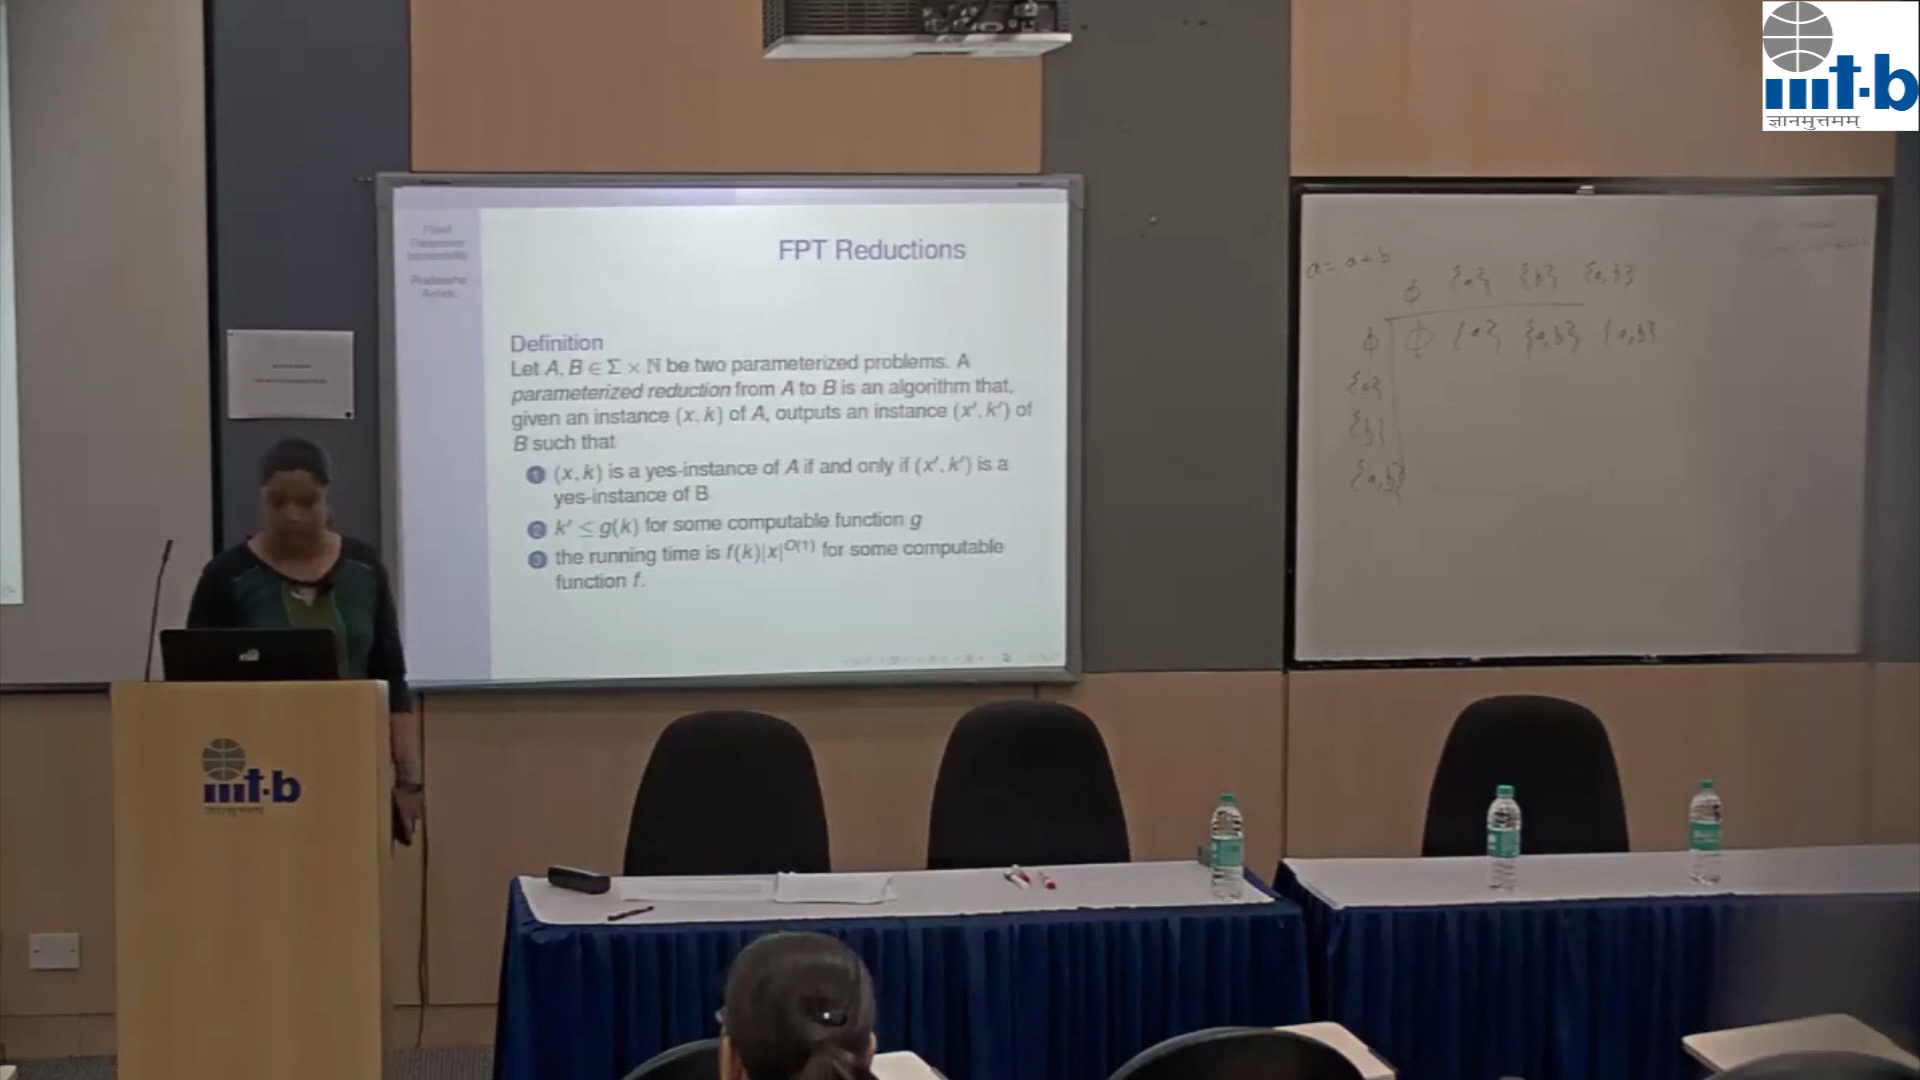 iiit-b
ज्ञानमुत्तमम्
FPT Reductions
Definition
Let A, B ∈ Σ × ℕ be two parameterized problems. A
parameterized reduction from A to B is an algorithm that,
given an instance (x, k) of A, outputs an instance (x′, k′) of
B such that
1 (x, k) is a yes-instance of A if and only if (x′, k′) is a
yes-instance of B
2 k′ ≤ g(k) for some computable function g
3 the running time is f(k)|x|^O(1) for some computable
function f.
a = a + b
ϕ {a} {b} {a,b}
ϕ ϕ {a} {a,b} {a,b}
{a}
{b}
{a,b}
iiit-b